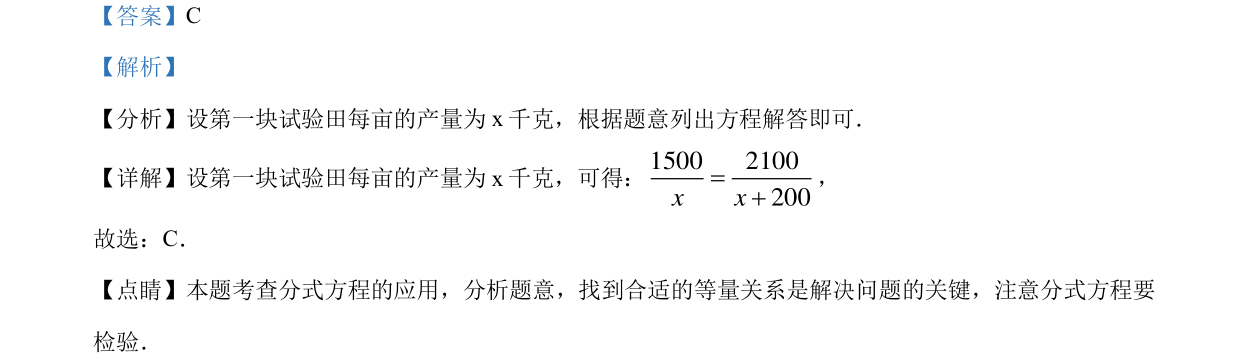 【答案】C
【解析】
【分析】设第一块试验田每亩的产量为 x 千克，根据题意列出方程解答即可．
【详解】设第一块试验田每亩的产量为 x 千克，可得：1500/x = 2100/(x+200)，
故选：C．
【点睛】本题考查分式方程的应用，分析题意，找到合适的等量关系是解决问题的关键，注意分式方程要
检验．